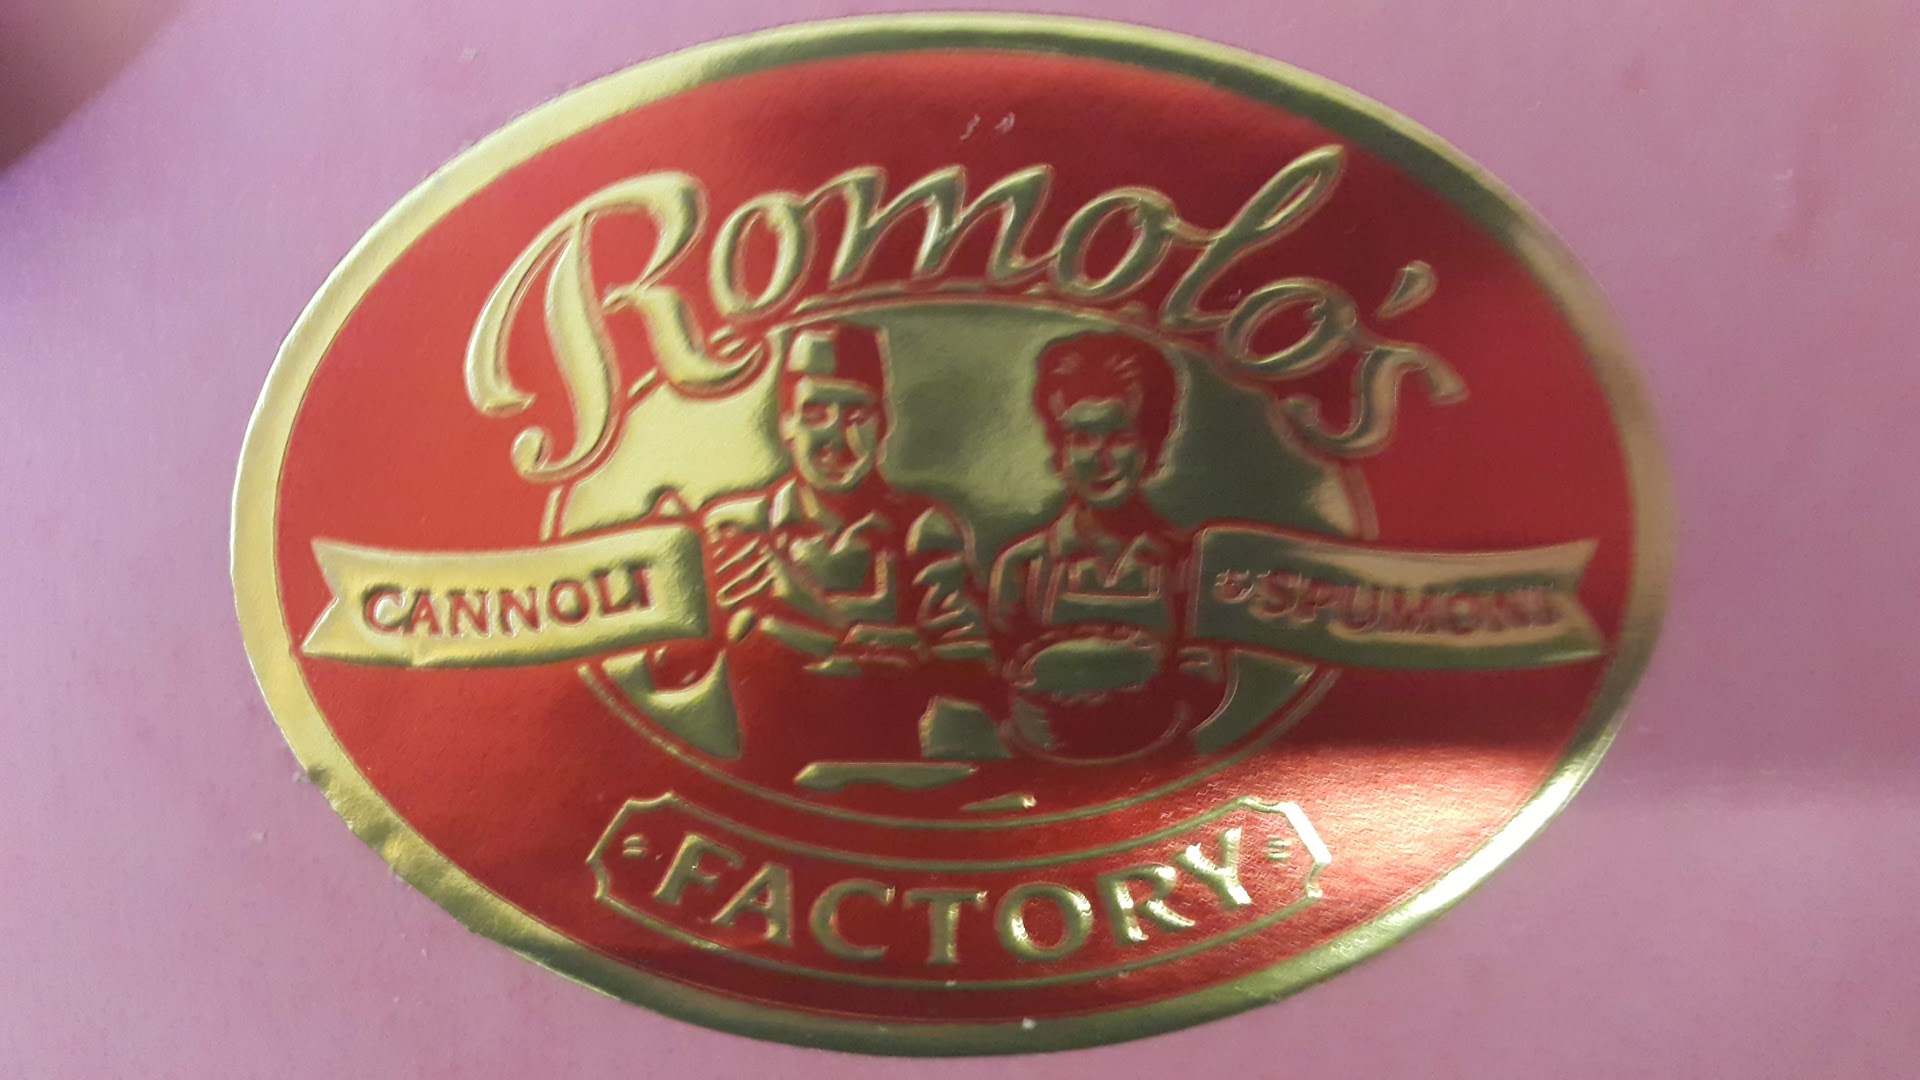 Romolo's
CANNOLI
& SPUMONI
FACTORY